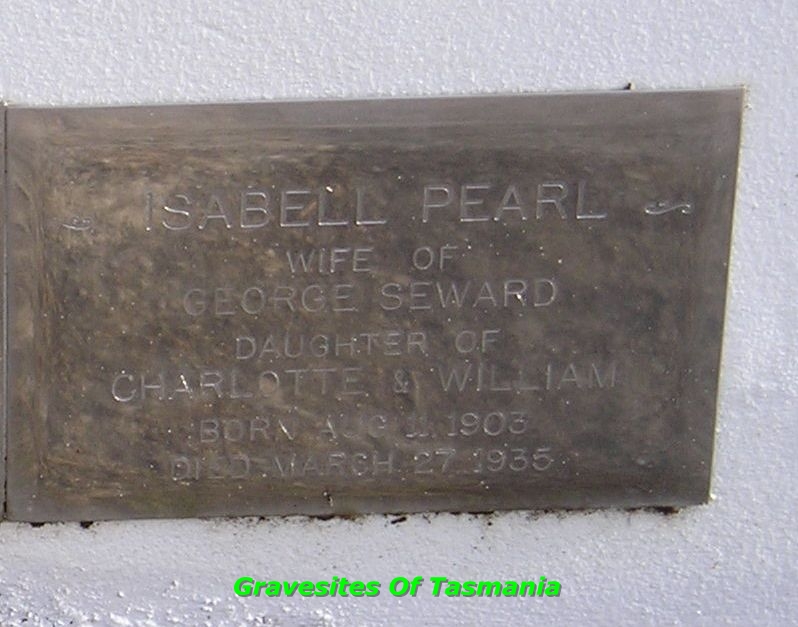 ISABELL PEARL
WIFE OF
GEORGE SEWARD
DAUGHTER OF
CHARLOTTE & WILLIAM
BORN AUG 11 1903
DIED MARCH 27 1935
Gravesites Of Tasmania